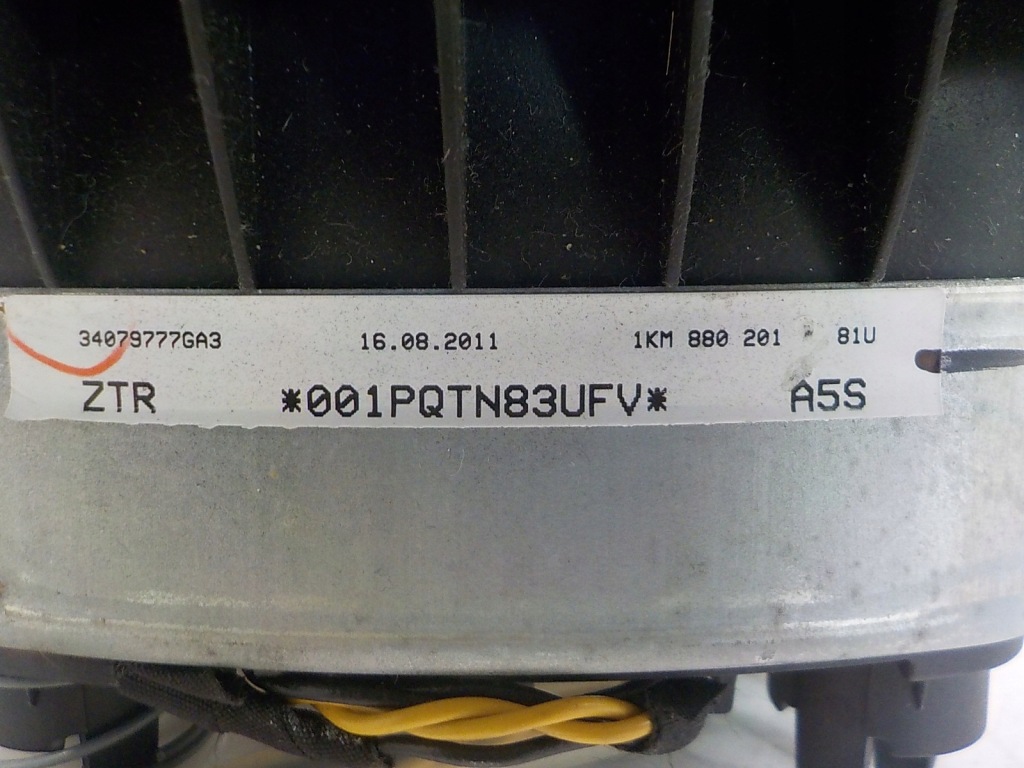 34079777GA3 16.08.2011 1KM 880 201 81U
ZTR *001PQTN83UFV* A5S